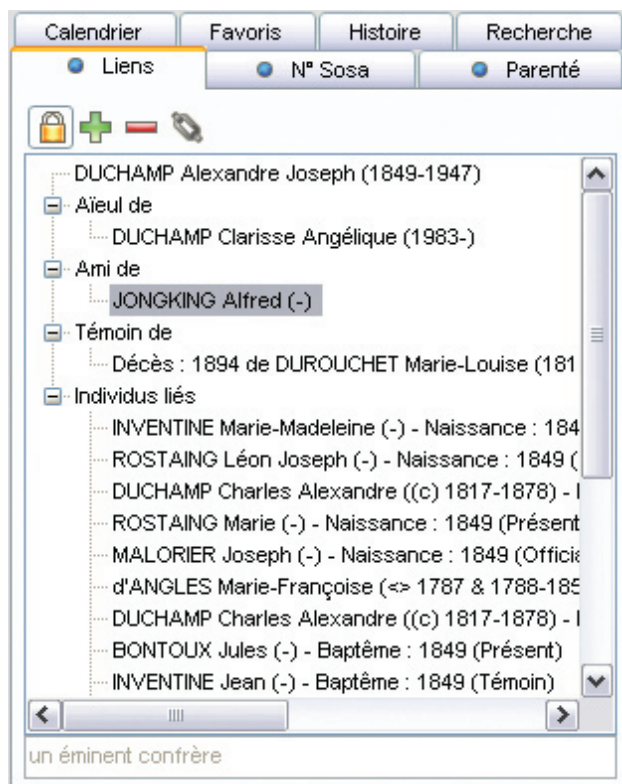 Calendrier Favoris Histoire Recherche
Liens N° Sosa Parenté
DUCHAMP Alexandre Joseph (1849-1947)
Aïeul de
DUCHAMP Clarisse Angélique (1983-)
Ami de
JONGKING Alfred (-)
Témoin de
Décès : 1894 de DUROUCHET Marie-Louise (181
Individus liés
INVENTINE Marie-Madeleine (-) - Naissance : 184
ROSTAING Léon Joseph (-) - Naissance : 1849 (
DUCHAMP Charles Alexandre ((c) 1817-1878) -
ROSTAING Marie (-) - Naissance : 1849 (Présent
MALORIER Joseph (-) - Naissance : 1849 (Officia
d'ANGLES Marie-Françoise (<> 1787 & 1788-185
DUCHAMP Charles Alexandre ((c) 1817-1878) -
BONTOUX Jules (-) - Baptême : 1849 (Présent)
INVENTINE Jean (-) - Baptême : 1849 (Témoin)
un éminent confrère